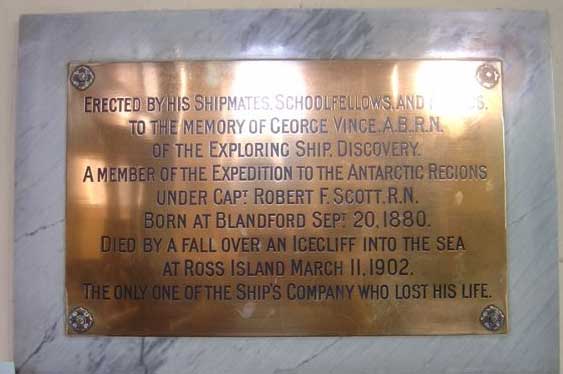 ERECTED BY HIS SHIPMATES, SCHOOLFELLOWS, AND
TO THE MEMORY OF GEORGE VINCE. A.B. R.N.
OF THE EXPLORING SHIP, DISCOVERY.
A MEMBER OF THE EXPEDITION TO THE ANTARCTIC REGIONS
UNDER CAPT. ROBERT F. SCOTT. R.N.
BORN AT BLANDFORD SEPT. 20, 1880.
DIED BY A FALL OVER AN ICECLIFF INTO THE SEA
AT ROSS ISLAND MARCH 11, 1902.
THE ONLY ONE OF THE SHIP'S COMPANY WHO LOST HIS LIFE.